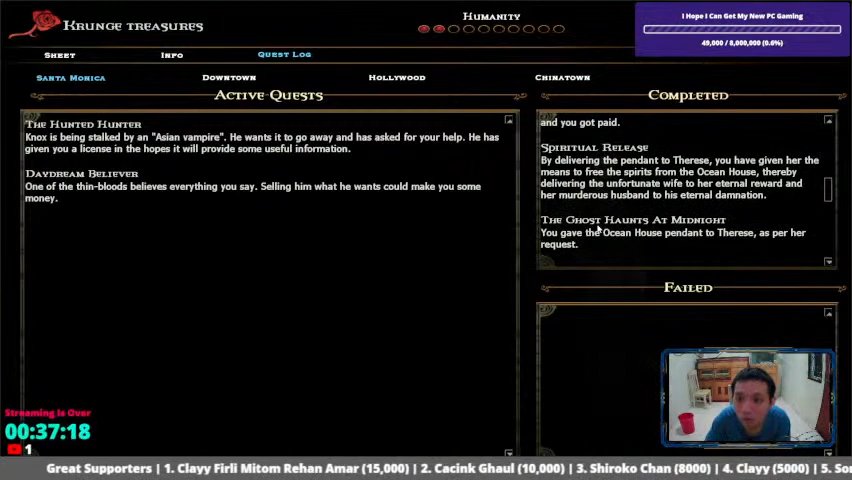 Krunge treasures
Humanity
I Hope I Can Get My New PC Gaming
49,000 / 8,000,000 (0.6%)
Sheet
Info
Quest Log
Santa Monica
Downtown
Hollywood
Chinatown
Active Quests
The Hunted Hunter
Knox is being stalked by an "Asian vampire". He wants it to go away and has asked for your help. He has
given you a license in the hopes it will provide some useful information.
Daydream Believer
One of the thin-bloods believes everything you say. Selling him what he wants could make you some
money.
Completed
and you got paid.
Spiritual Release
By delivering the pendant to Therese, you have given her the
means to free the spirits from the Ocean House, thereby
delivering the unfortunate wife to her eternal reward and
her murderous husband to his eternal damnation.
The Ghost Haunts At Midnight
You gave the Ocean House pendant to Therese, as per her
request.
Failed
Streaming Is Over
00:37:18
1
Great Supporters | 1. Clayy Firli Mitom Rehan Amar (15,000) | 2. Cacink Ghaul (10,000) | 3. Shiroko Chan (8000) | 4. Clayy (5000) | 5. Sou